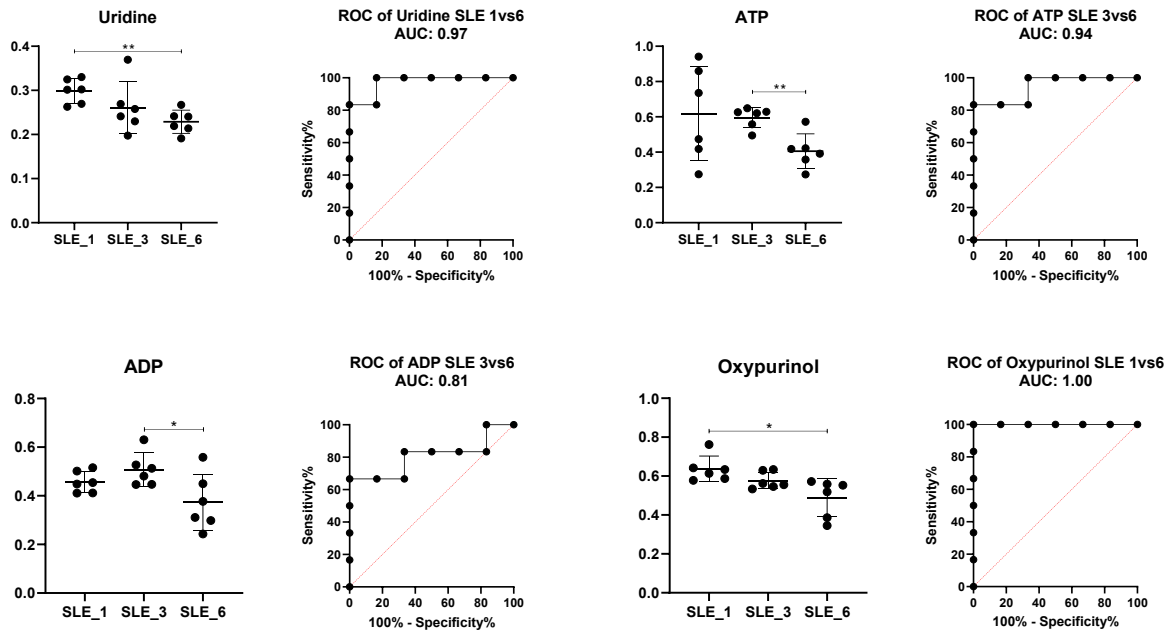 Uridine
**
0.4
0.3
0.2
0.1
0.0
SLE_1 SLE_3 SLE_6
ROC of Uridine SLE 1vs6
AUC: 0.97
Sensitivity%
100
80
60
40
20
0
0 20 40 60 80 100
100% - Specificity%
ATP
**
1.0
0.8
0.6
0.4
0.2
0.0
SLE_1 SLE_3 SLE_6
ROC of ATP SLE 3vs6
AUC: 0.94
Sensitivity%
100
80
60
40
20
0
0 20 40 60 80 100
100% - Specificity%
ADP
*
0.8
0.6
0.4
0.2
0.0
SLE_1 SLE_3 SLE_6
ROC of ADP SLE 3vs6
AUC: 0.81
Sensitivity%
100
80
60
40
20
0
0 20 40 60 80 100
100% - Specificity%
Oxypurinol
*
1.0
0.8
0.6
0.4
0.2
0.0
SLE_1 SLE_3 SLE_6
ROC of Oxypurinol SLE 1vs6
AUC: 1.00
Sensitivity%
100
80
60
40
20
0
0 20 40 60 80 100
100% - Specificity%